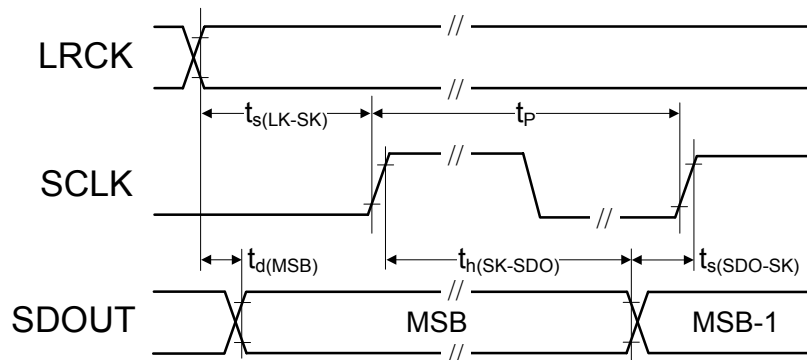 LRCK
//
//
ts(LK-SK) tP
SCLK
//
//
td(MSB) th(SK-SDO) ts(SDO-SK)
SDOUT
//
MSB MSB-1
//